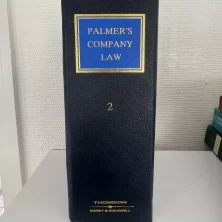 PALMER'S
COMPANY
LAW
2
THOMSON
SWEET & MAXWELL